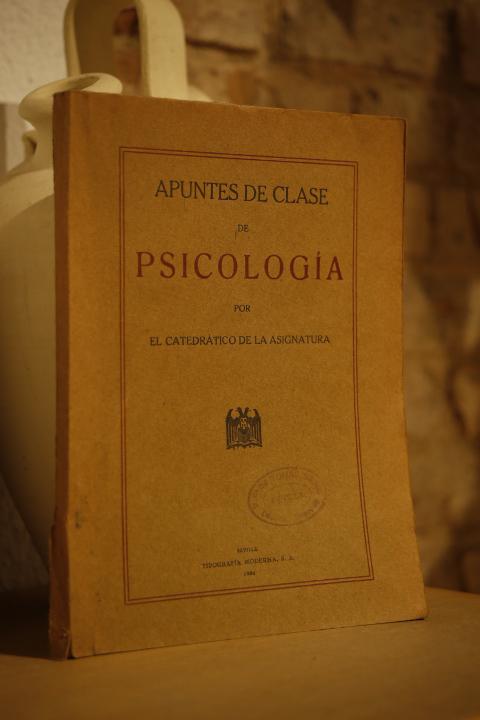 APUNTES DE CLASE
DE
PSICOLOGÍA
POR
EL CATEDRÁTICO DE LA ASIGNATURA
SEVILLA
TIPOGRAFÍA MODERNA, S. A.